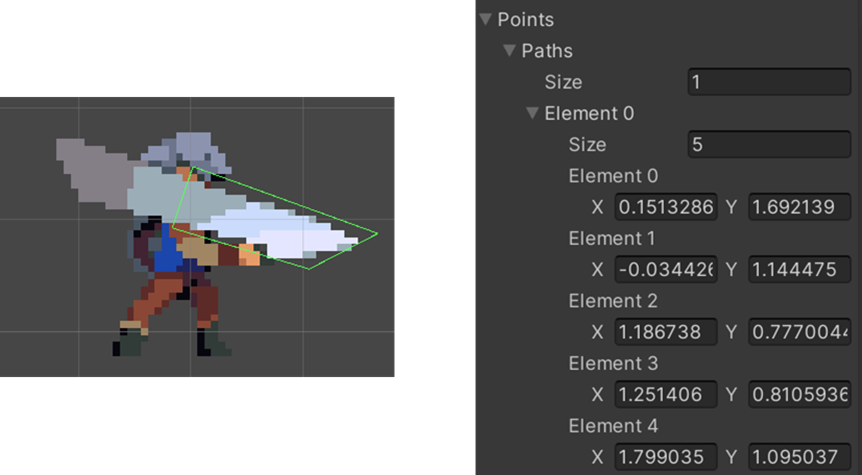 Points
Paths
Size 1
Element 0
Size 5
Element 0
X 0.1513286 Y 1.692139
Element 1
X -0.034426 Y 1.144475
Element 2
X 1.186738 Y 0.777004
Element 3
X 1.251406 Y 0.8105936
Element 4
X 1.799035 Y 1.095037